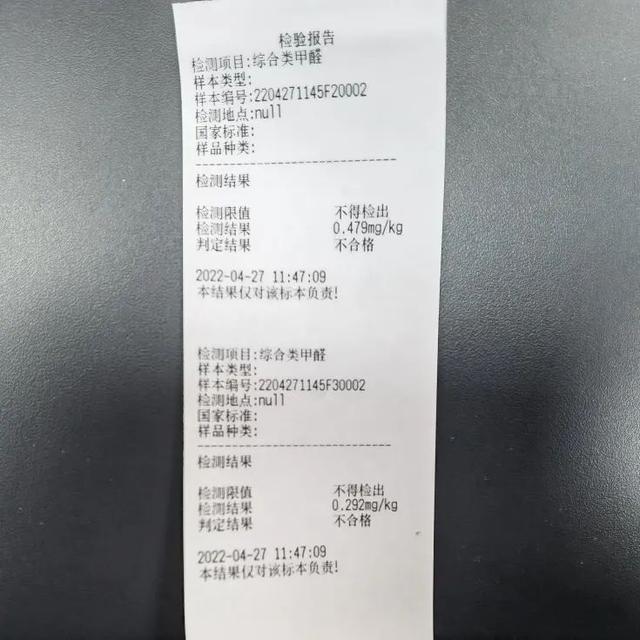 检验报告
检测项目:综合类甲醛
样本类型:
样本编号:2204271145F20002
检测地点:null
国家标准:
样品种类:
检测结果
检测限值 不得检出
检测结果 0.479mg/kg
判定结果 不合格
2022-04-27 11:47:09
本结果仅对该标本负责!
检测项目:综合类甲醛
样本类型:
样本编号:2204271145F30002
检测地点:null
国家标准:
样品种类:
检测结果
检测限值 不得检出
检测结果 0.292mg/kg
判定结果 不合格
2022-04-27 11:47:09
本结果仅对该标本负责!